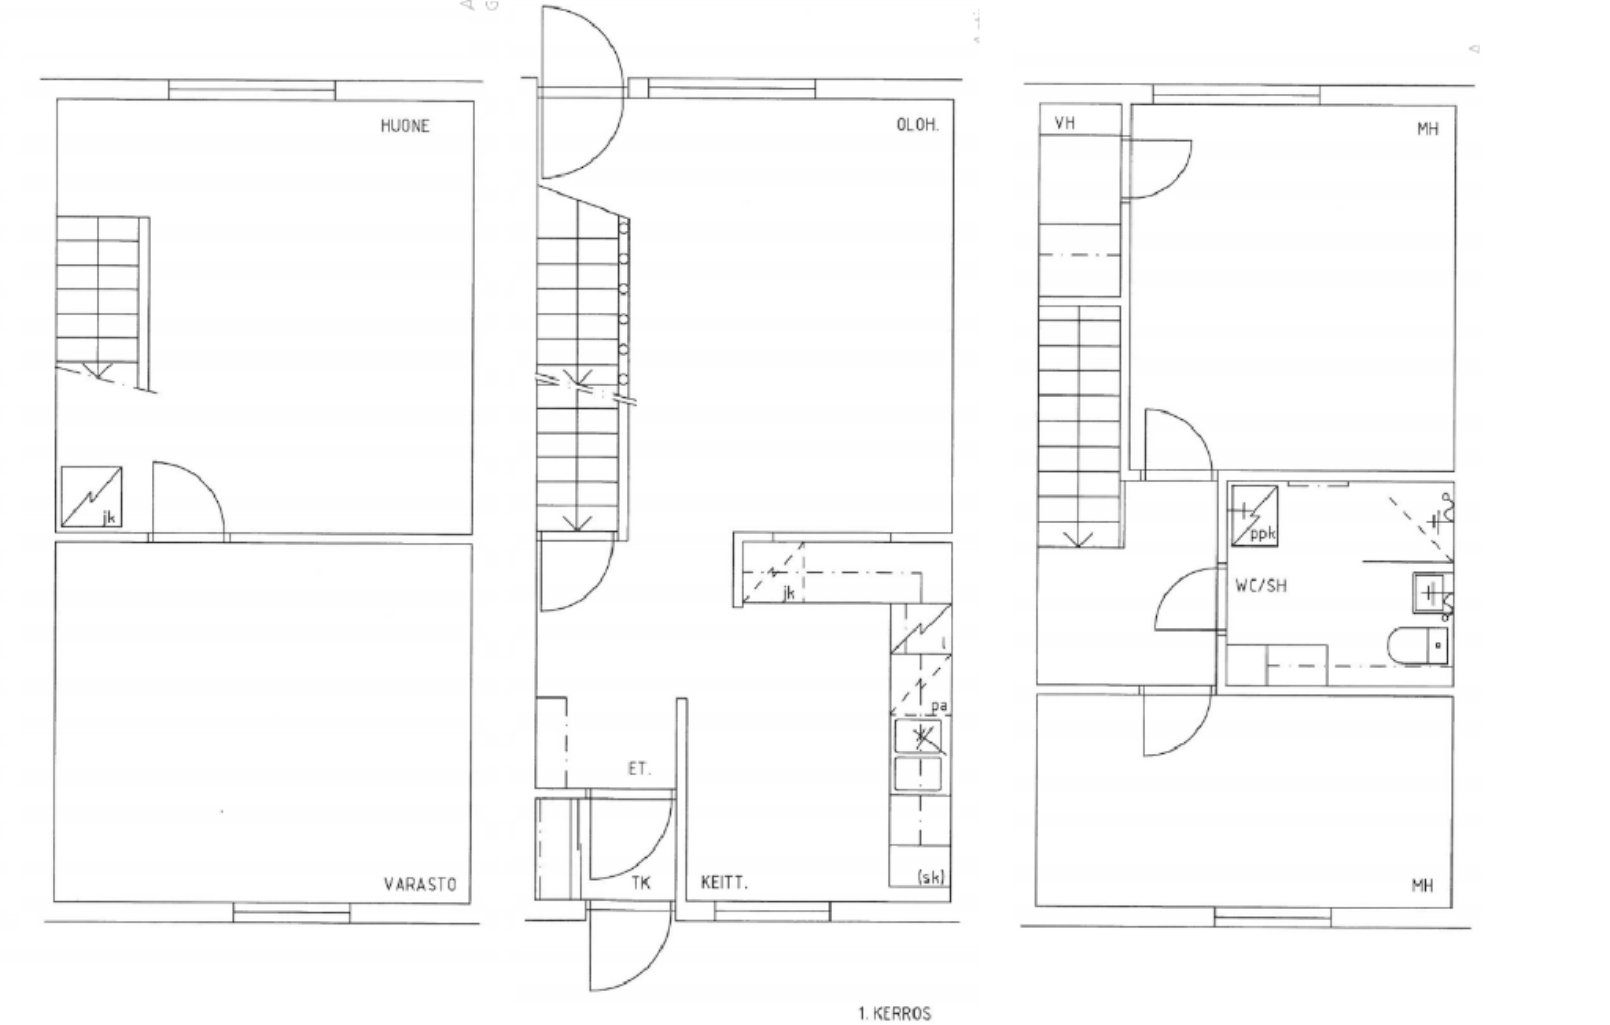 HUONE
jk
VARASTO
OLOH.
jk
l
pa
ET.
TK
KEITT.
(sk)
1. KERROS
VH
MH
ppk
WC/SH
MH